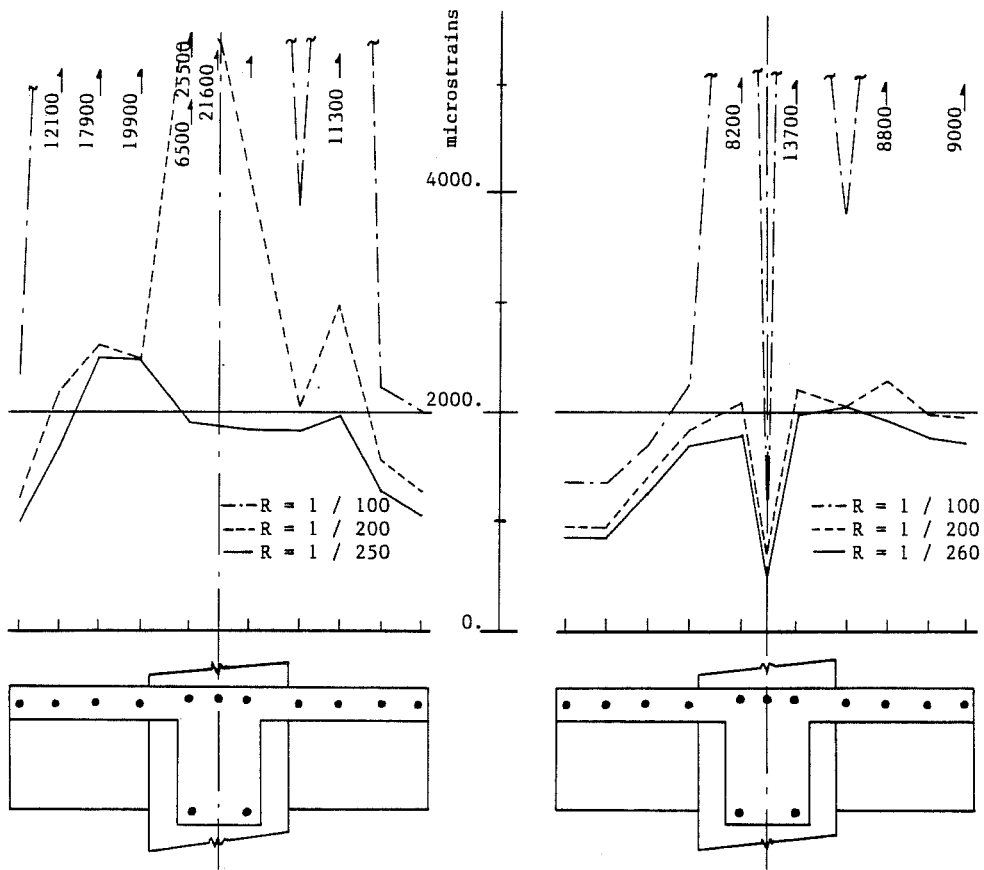 12100
17900
19900
6500
25500
21600
11300
microstrains
4000.
2000.
0.
R = 1 / 100
R = 1 / 200
R = 1 / 250
8200
13700
8800
9000
R = 1 / 100
R = 1 / 200
R = 1 / 260